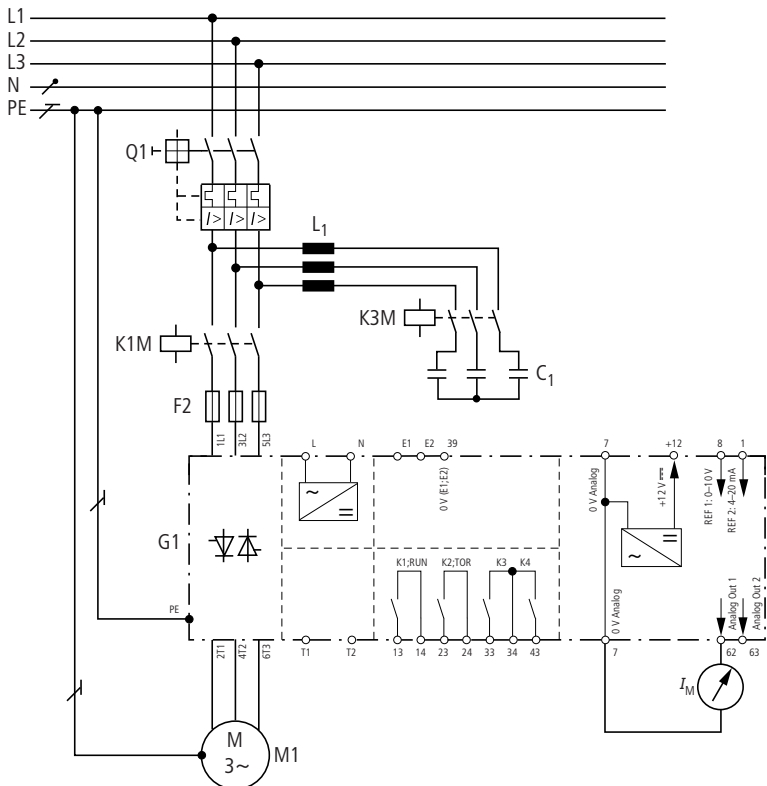 L1
L2
L3
N
PE
Q1
I> I> I>
L1
K3M
K1M
C1
F2
1L1 3L2 5L3
L N E1 E2 39 7 +12 8 1
0 V (E1;E2)
0 V Analog
+12 V
REF 1: 0–10 V
REF 2: 4–20 mA
~ =
= ~
G1
K1;RUN K2;TOR K3 K4
PE
0 V Analog
Analog Out 1
Analog Out 2
2T1 4T2 6T3 T1 T2 13 14 23 24 33 34 43 7 62 63
IM
M
3~
M1